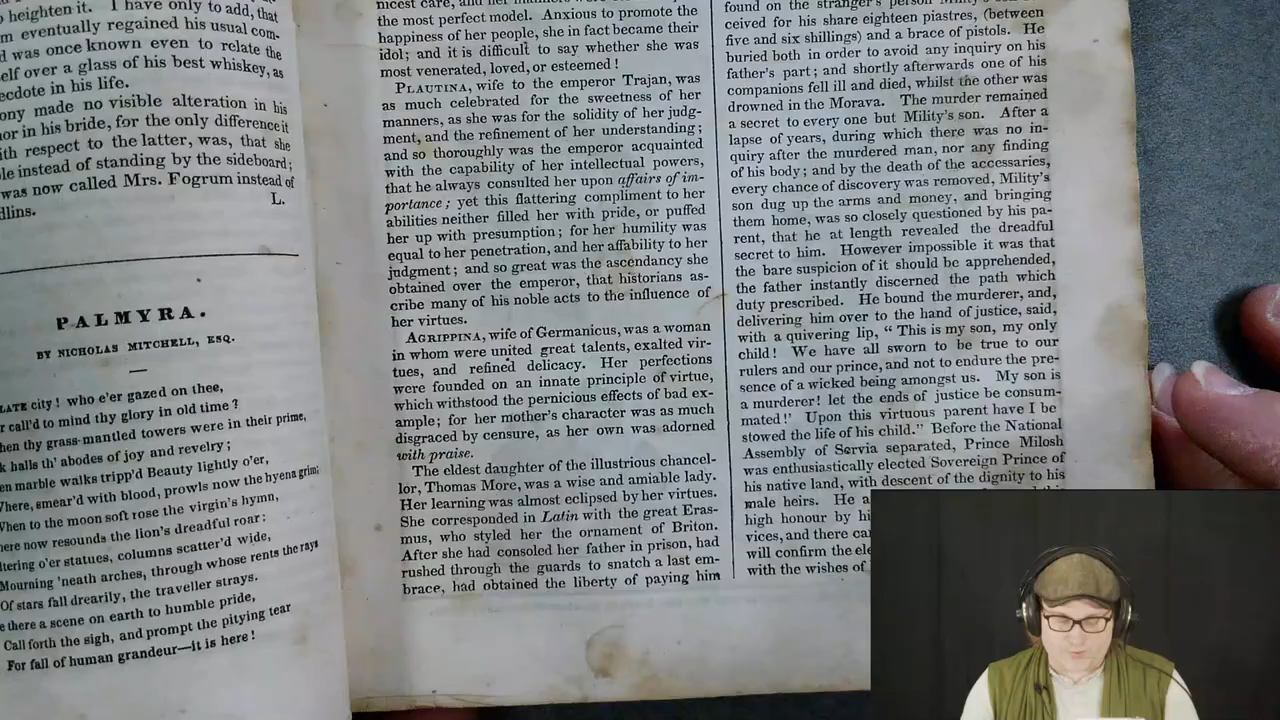 heighten it. I have only to add, that
eventually regained his usual com-
d was once known even to relate the
elf over a glass of his best whiskey, as
ecdote in his life.
ony made no visible alteration in his
or in his bride, for the only difference
ith respect to the latter, was, that she
le instead of standing by the sideboard;
was now called Mrs. Fogrum instead of
dlins. L.
PALMYRA.
BY NICHOLAS MITCHELL, ESQ.
LATE city! who e'er gazed on thee,
r call'd to mind thy glory in old time?
hen thy grass-mantled towers were in their prime,
k halls th' abodes of joy and revelry;
en marble walks tripp'd Beauty lightly o'er,
Where, smear'd with blood, prowls now the hyena grim;
When to the moon soft rose the virgin's hymn,
here now resounds the lion's dreadful roar:
ltering o'er statues, columns scatter'd wide,
Mourning 'neath arches, through whose rents the rays
Of stars fall drearily, the traveller strays.
e there a scene on earth to humble pride,
Call forth the sigh, and prompt the pitying tear
For fall of human grandeur—it is here!
nicest care, and her manners were
the most perfect model. Anxious to promote the
happiness of her people, she in fact became their
idol; and it is difficult to say whether she was
most venerated, loved, or esteemed!
PLAUTINA, wife to the emperor Trajan, was
as much celebrated for the sweetness of her
manners, as she was for the solidity of her judg-
ment, and the refinement of her understanding;
and so thoroughly was the emperor acquainted
with the capability of her intellectual powers,
that he always consulted her upon affairs of im-
portance; yet this flattering compliment to her
abilities neither filled her with pride, or puffed
her up with presumption; for her humility was
equal to her penetration, and her affability to her
judgment; and so great was the ascendancy she
obtained over the emperor, that historians as-
cribe many of his noble acts to the influence of
her virtues.
AGRIPPINA, wife of Germanicus, was a woman
in whom were united great talents, exalted vir-
tues, and refined delicacy. Her perfections
were founded on an innate principle of virtue,
which withstood the pernicious effects of bad ex-
ample; for her mother's character was as much
disgraced by censure, as her own was adorned
with praise.
The eldest daughter of the illustrious chancel-
lor, Thomas More, was a wise and amiable lady.
Her learning was almost eclipsed by her virtues.
She corresponded in Latin with the great Eras-
mus, who styled her the ornament of Briton.
After she had consoled her father in prison, had
rushed through the guards to snatch a last em-
brace, had obtained the liberty of paying him
found on the stranger's person
ceived for his share eighteen piastres, (between
five and six shillings) and a brace of pistols. He
buried both in order to avoid any inquiry on his
father's part; and shortly afterwards one of his
companions fell ill and died, whilst the other was
drowned in the Morava. The murder remained
a secret to every one but Mility's son. After a
lapse of years, during which there was no in-
quiry after the murdered man, nor any finding
of his body; and by the death of the accessaries,
every chance of discovery was removed, Mility's
son dug up the arms and money, and bringing
them home, was so closely questioned by his pa-
rent, that he at length revealed the dreadful
secret to him. However impossible it was that
the bare suspicion of it should be apprehended,
the father instantly discerned the path which
duty prescribed. He bound the murderer, and,
delivering him over to the hand of justice, said,
with a quivering lip, "This is my son, my only
child! We have all sworn to be true to our
rulers and our prince, and not to endure the pre-
sence of a wicked being amongst us. My son is
a murderer! let the ends of justice be consum-
mated!' Upon this virtuous parent have I be
stowed the life of his child." Before the National
Assembly of Servia separated, Prince Milosh
was enthusiastically elected Sovereign Prince of
his native land, with descent of the dignity to his
male heirs. He a
high honour by hi
vices, and there ca
will confirm the ele
with the wishes of